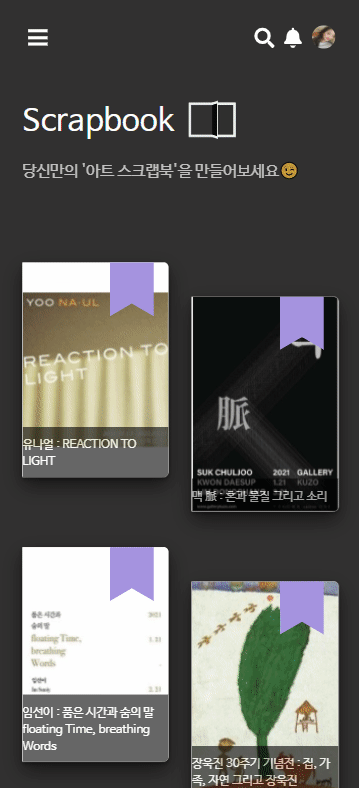 Scrapbook
당신만의 '아트 스크랩북'을 만들어보세요😉
YOO NA-UL
REACTION TO
LIGHT
유나얼 : REACTION TO
LIGHT
脈
SUK CHULJOO
KWON DAESUP
2021
1.21
GALLERY
KUZO
맥 脈 : 혼과 물질 그리고 소리
품은 시간과
숨의 말
floating Time,
breathing
Words
임선이
2021
1.21
2.21
임선이 : 품은 시간과 숨의 말
floating Time, breathing
Words
장욱진 30주기 기념전 : 집, 가
족, 자연 그리고 장욱진